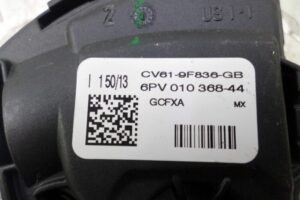 I 150/13
CV61-9F836-GB
6PV 010 368-44
GCFXA MX